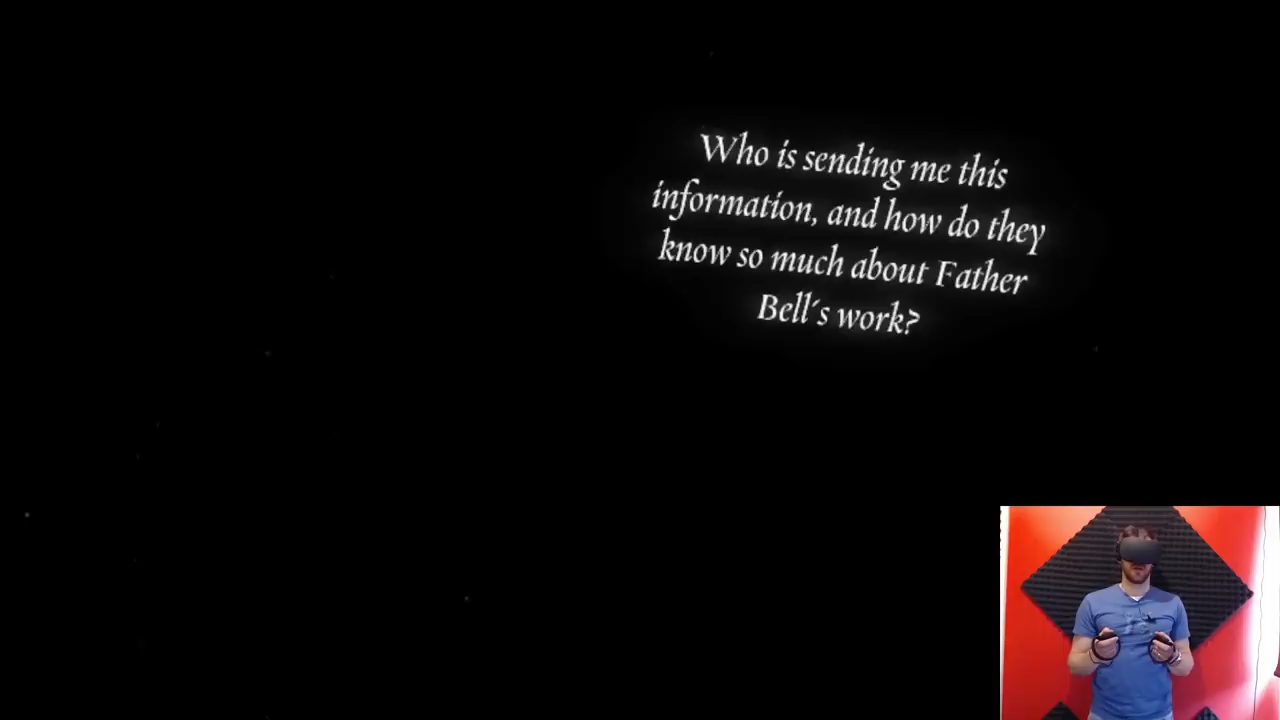 Who is sending me this
information, and how do they
know so much about Father
Bell´s work?